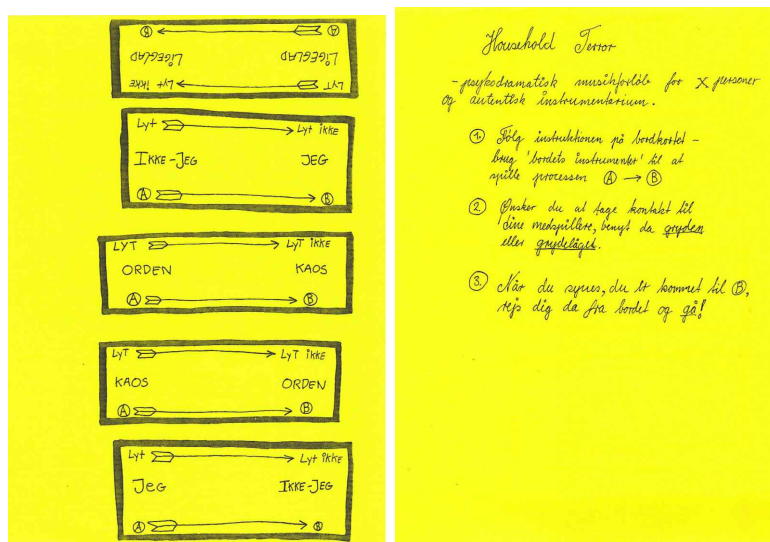 Ⓐ → Ⓑ
LIGEGLAD LIGEGLAD
LYT → Lyt ikke
Lyt → Lyt ikke
IKKE-JEG JEG
Ⓐ → Ⓑ
LYT → LyT ikke
ORDEN KAOS
Ⓐ → Ⓑ
LyT → LyT ikke
KAOS ORDEN
Ⓐ → Ⓑ
Lyt → Lyt ikke
JeG IKKE-JEG
Ⓐ → Ⓑ
Household Terror
- psykodramatisk musikforløb for X personer
og autentisk instrumentarium.
1. Følg instruktionen på bordkortet -
brug 'bordets instrumenter' til at
spille processen Ⓐ → Ⓑ
2. Ønsker du at tage kontakt til
dine medspillere, benyt da gryden
eller grydelåget.
3. Når du synes, du er kommet til Ⓑ,
rejs dig da fra bordet og gå!